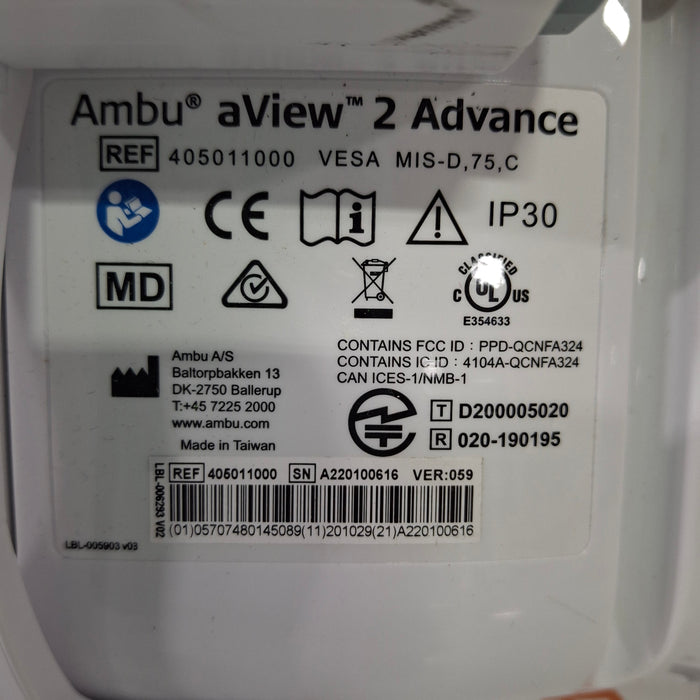 Ambu® aView™ 2 Advance
REF 405011000 VESA MIS-D,75,C
CE IP30
MD
CLASSIFIED
C UL US
E354633
CONTAINS FCC ID : PPD-QCNFA324
CONTAINS IC ID : 4104A-QCNFA324
CAN ICES-1/NMB-1
Ambu A/S
Baltorpbakken 13
DK-2750 Ballerup
T:+45 7225 2000
www.ambu.com
Made in Taiwan
T D200005020
R 020-190195
LBL-006293 V02
REF 405011000 SN A220100616 VER:059
(01)05707480145089(11)201029(21)A220100616
LBL-005903 v03